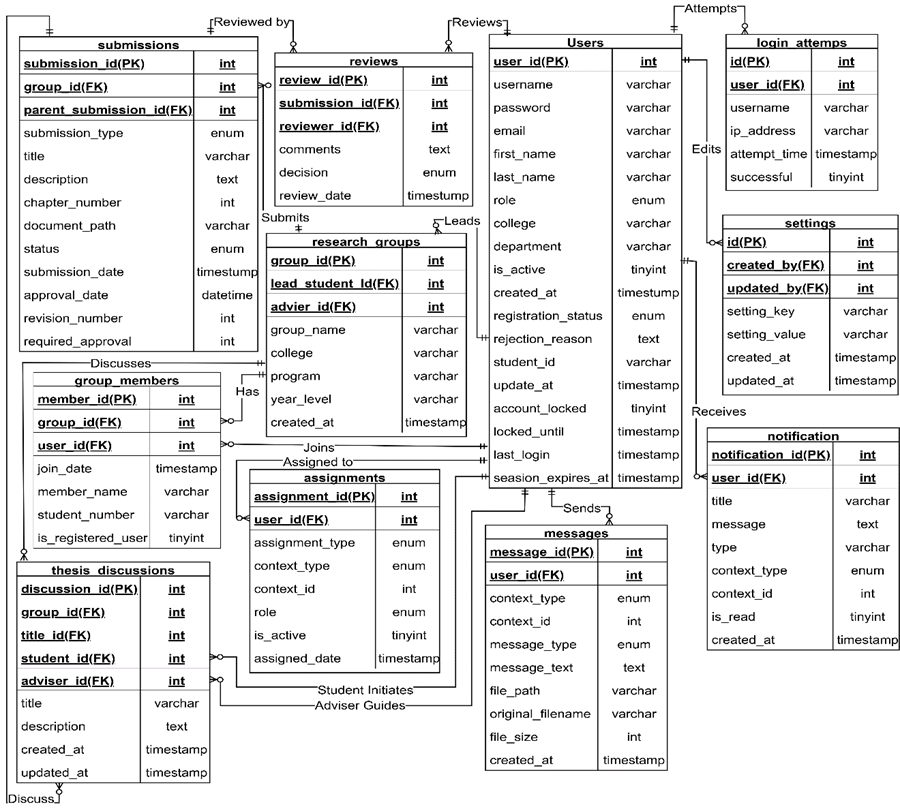 Reviewed by
Reviews
Attempts
submissions
submission_id(PK) int
group_id(FK) int
parent_submission_id(FK) int
submission_type enum
title varchar
description text
chapter_number int
document_path varchar
status enum
submission_date timestamp
approval_date datetime
revision_number int
required_approval int
reviews
review_id(PK) int
submission_id(FK) int
reviewer_id(FK) int
comments text
decision enum
review_date timestump
Users
user_id(PK) int
username varchar
password varchar
email varchar
first_name varchar
last_name varchar
role enum
college varchar
department varchar
is_active tinyint
created_at timestamp
registration_status enum
rejection_reason text
student_id varchar
update_at timestamp
account_locked tinyint
locked_until timestamp
last_login timestamp
session_expires_at timestamp
login_attemps
id(PK) int
user_id(FK) int
username varchar
ip_address varchar
attempt_time timestamp
successful tinyint
Edits
settings
id(PK) int
created_by(FK) int
updated_by(FK) int
setting_key varchar
setting_value varchar
created_at timestamp
updated_at timestamp
Submits
Leads
research_groups
group_id(PK) int
lead_student_Id(FK) int
advier_id(FK) int
group_name varchar
college varchar
program varchar
year_level varchar
created_at timestamp
Discusses
Has
group_members
member_id(PK) int
group_id(FK) int
user_id(FK) int
join_date timestamp
member_name varchar
student_number varchar
is_registered_user tinyint
Joins
Assigned to
assignments
assignment_id(PK) int
user_id(FK) int
assignment_type enum
context_type enum
context_id int
role enum
is_active tinyint
assigned_date timestamp
Receives
notification
notification_id(PK) int
user_id(FK) int
title varchar
message text
type varchar
context_type enum
context_id int
is_read tinyint
created_at timestamp
Sends
messages
message_id(PK) int
user_id(FK) int
context_type enum
context_id int
message_type enum
message_text text
file_path varchar
original_filename varchar
file_size int
created_at timestamp
thesis_discussions
discussion_id(PK) int
group_id(FK) int
title_id(FK) int
student_id(FK) int
adviser_id(FK) int
title varchar
description text
created_at timestamp
updated_at timestamp
Student Initiates
Adviser Guides
Discuss